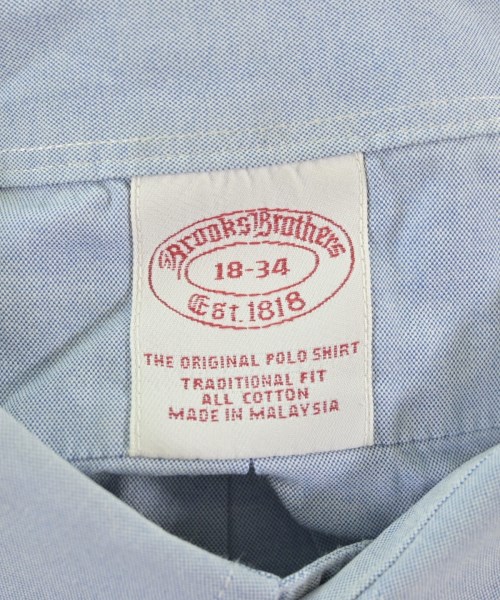 Brooks Brothers
18-34
Est. 1818
THE ORIGINAL POLO SHIRT
TRADITIONAL FIT
ALL COTTON
MADE IN MALAYSIA